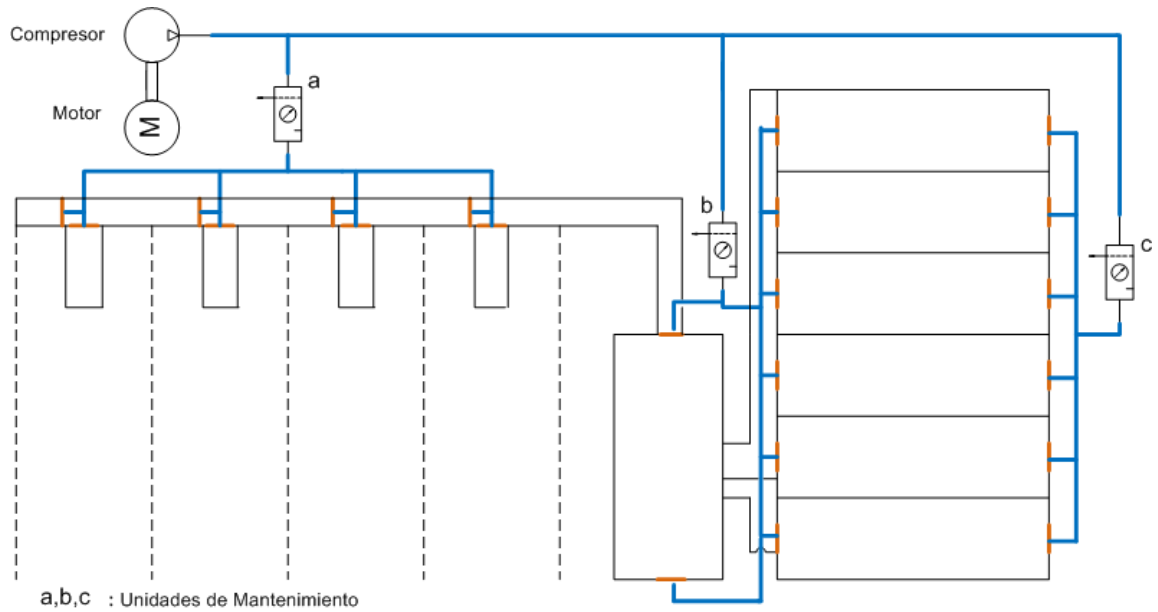 Compresor
a
Motor
M
b
c
a,b,c : Unidades de Mantenimiento